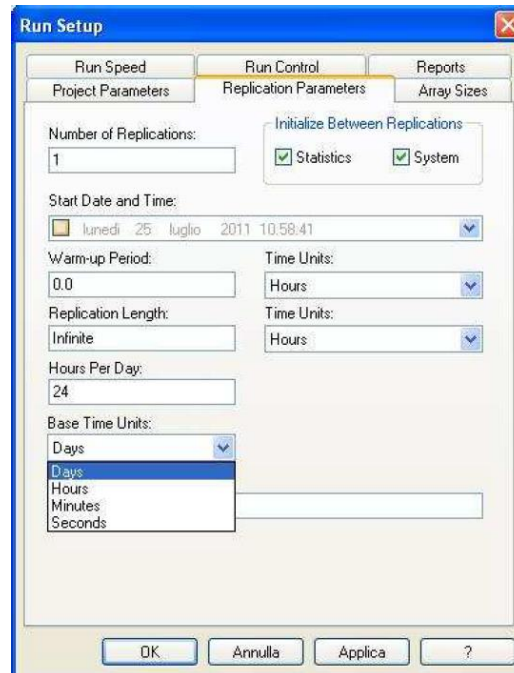 Run Setup
Run Speed Run Control Reports
Project Parameters Replication Parameters Array Sizes
Number of Replications:
1
Initialize Between Replications
Statistics System
Start Date and Time:
lunedì 25 luglio 2011 10.58.41
Warm-up Period: Time Units:
0.0 Hours
Replication Length: Time Units:
Infinite Hours
Hours Per Day:
24
Base Time Units:
Days
Days
Hours
Minutes
Seconds
OK Annulla Applica ?